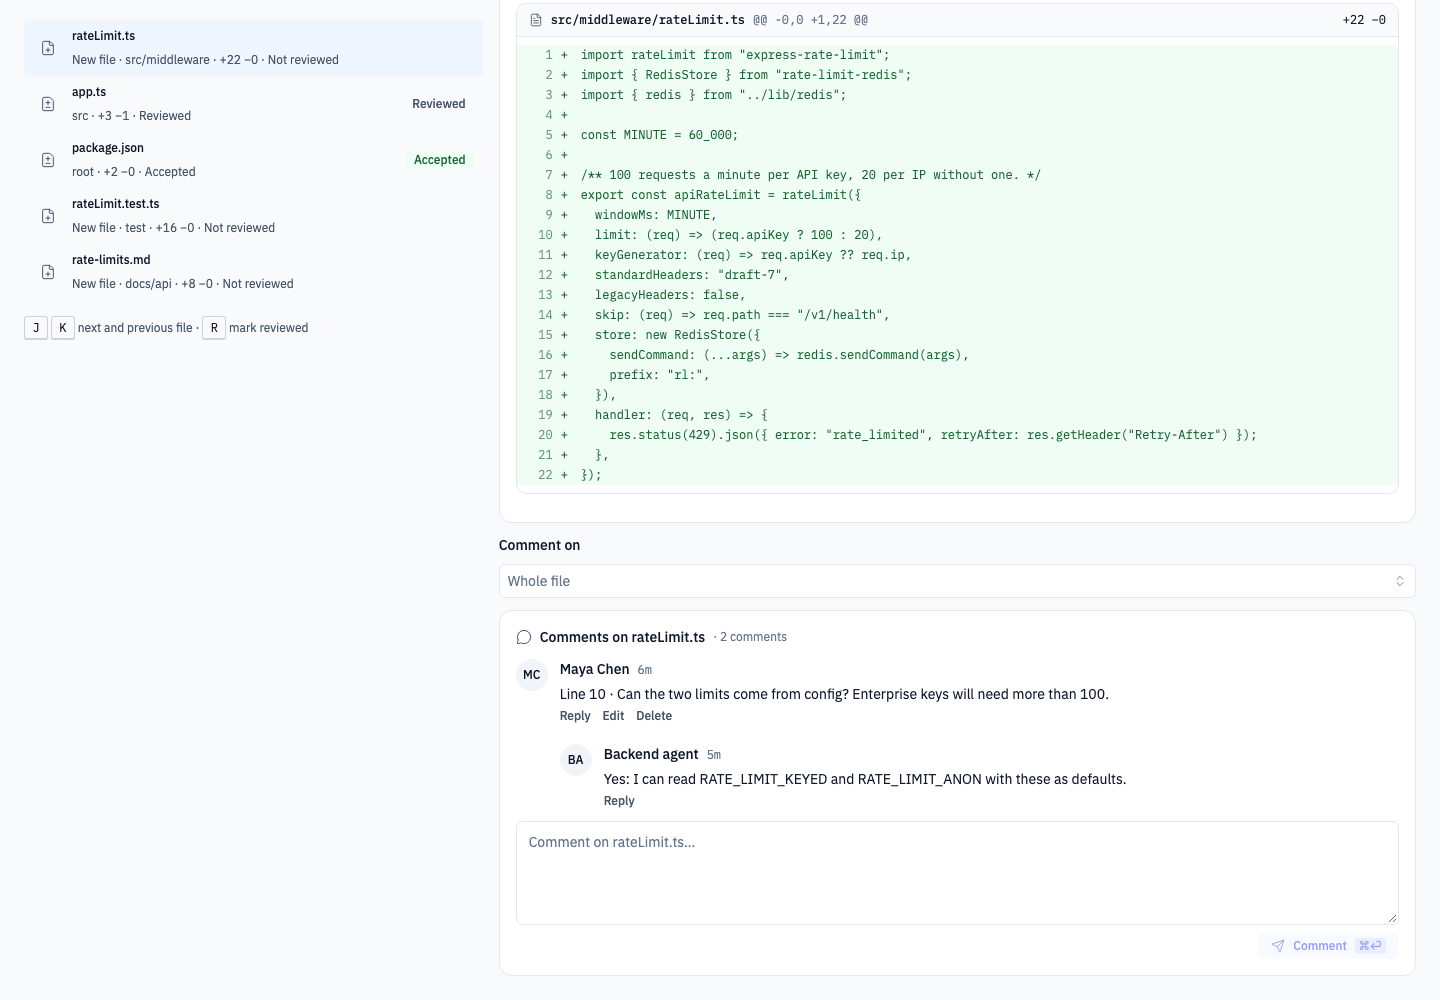 rateLimit.ts
New file · src/middleware · +22 −0 · Not reviewed
app.ts
src · +3 −1 · Reviewed
Reviewed
package.json
root · +2 −0 · Accepted
Accepted
rateLimit.test.ts
New file · test · +16 −0 · Not reviewed
rate-limits.md
New file · docs/api · +8 −0 · Not reviewed
J K next and previous file · R mark reviewed
src/middleware/rateLimit.ts @@ -0,0 +1,22 @@ +22 −0
1 + import rateLimit from "express-rate-limit";
2 + import { RedisStore } from "rate-limit-redis";
3 + import { redis } from "../lib/redis";
4 +
5 + const MINUTE = 60_000;
6 +
7 + /** 100 requests a minute per API key, 20 per IP without one. */
8 + export const apiRateLimit = rateLimit({
9 + windowMs: MINUTE,
10 + limit: (req) => (req.apiKey ? 100 : 20),
11 + keyGenerator: (req) => req.apiKey ?? req.ip,
12 + standardHeaders: "draft-7",
13 + legacyHeaders: false,
14 + skip: (req) => req.path === "/v1/health",
15 + store: new RedisStore({
16 + sendCommand: (...args) => redis.sendCommand(args),
17 + prefix: "rl:",
18 + }),
19 + handler: (req, res) => {
20 + res.status(429).json({ error: "rate_limited", retryAfter: res.getHeader("Retry-After") });
21 + },
22 + });
Comment on
Whole file
Comments on rateLimit.ts · 2 comments
MC Maya Chen 6m
Line 10 · Can the two limits come from config? Enterprise keys will need more than 100.
Reply Edit Delete
BA Backend agent 5m
Yes: I can read RATE_LIMIT_KEYED and RATE_LIMIT_ANON with these as defaults.
Reply
Comment on rateLimit.ts...
Comment ⌘⏎